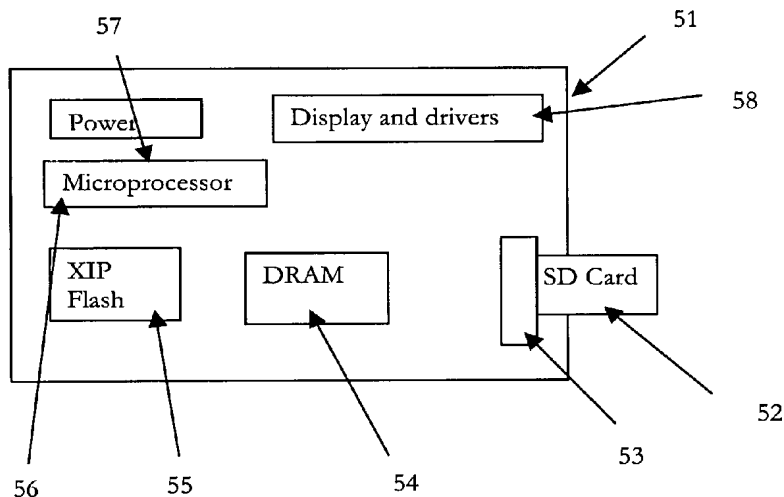 57
51
Power
Display and drivers
58
Microprocessor
XIP
Flash
DRAM
SD Card
52
53
54
55
56